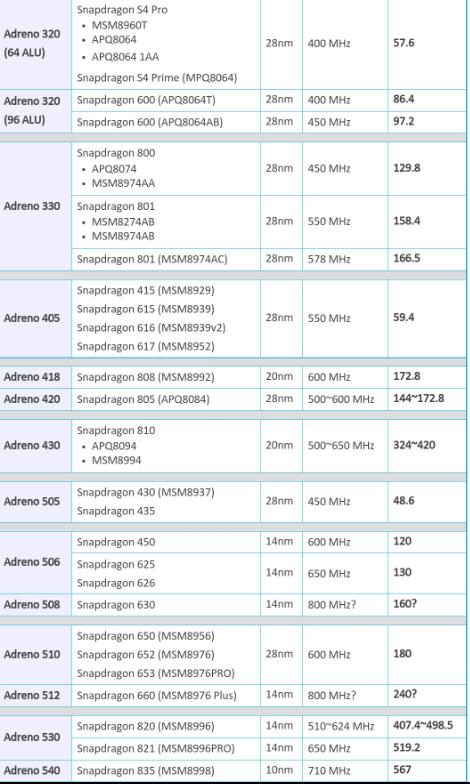 Adreno 320
(64 ALU)
Snapdragon S4 Pro
• MSM8960T
• APQ8064
• APQ8064 1AA
Snapdragon S4 Prime (MPQ8064)
28nm
400 MHz
57.6
Adreno 320
(96 ALU)
Snapdragon 600 (APQ8064T) 28nm 400 MHz 86.4
Snapdragon 600 (APQ8064AB) 28nm 450 MHz 97.2
Adreno 330
Snapdragon 800
• APQ8074
• MSM8974AA
28nm
450 MHz
129.8
Snapdragon 801
• MSM8274AB
• MSM8974AB
28nm
550 MHz
158.4
Snapdragon 801 (MSM8974AC) 28nm 578 MHz 166.5
Adreno 405
Snapdragon 415 (MSM8929)
Snapdragon 615 (MSM8939)
Snapdragon 616 (MSM8939v2)
Snapdragon 617 (MSM8952)
28nm
550 MHz
59.4
Adreno 418 Snapdragon 808 (MSM8992) 20nm 600 MHz 172.8
Adreno 420 Snapdragon 805 (APQ8084) 28nm 500~600 MHz 144~172.8
Adreno 430
Snapdragon 810
• APQ8094
• MSM8994
20nm
500~650 MHz
324~420
Adreno 505
Snapdragon 430 (MSM8937)
Snapdragon 435
28nm
450 MHz
48.6
Adreno 506
Snapdragon 450 14nm 600 MHz 120
Snapdragon 625
Snapdragon 626
14nm
650 MHz
130
Adreno 508 Snapdragon 630 14nm 800 MHz? 160?
Adreno 510
Snapdragon 650 (MSM8956)
Snapdragon 652 (MSM8976)
Snapdragon 653 (MSM8976PRO)
28nm
600 MHz
180
Adreno 512 Snapdragon 660 (MSM8976 Plus) 14nm 800 MHz? 240?
Adreno 530
Snapdragon 820 (MSM8996) 14nm 510~624 MHz 407.4~498.5
Snapdragon 821 (MSM8996PRO) 14nm 650 MHz 519.2
Adreno 540 Snapdragon 835 (MSM8998) 10nm 710 MHz 567